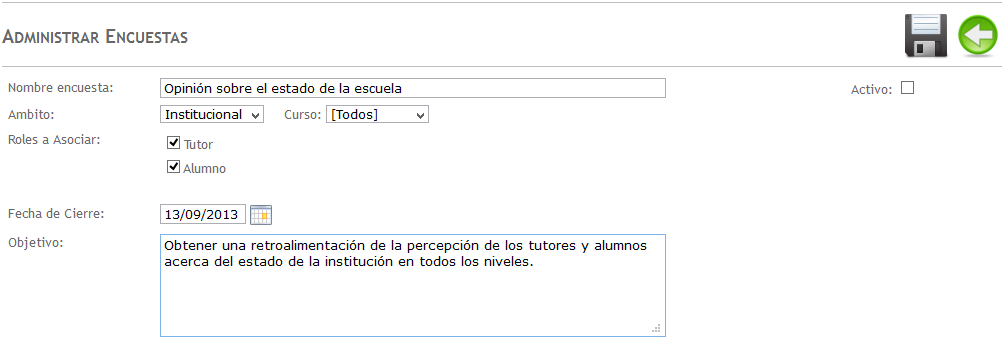 ADMINISTRAR ENCUESTAS
Nombre encuesta: Opinión sobre el estado de la escuela Activo:
Ambito: Institucional Curso: [Todos]
Roles a Asociar: Tutor
Alumno
Fecha de Cierre: 13/09/2013
Objetivo: Obtener una retroalimentación de la percepción de los tutores y alumnos
acerca del estado de la institución en todos los niveles.